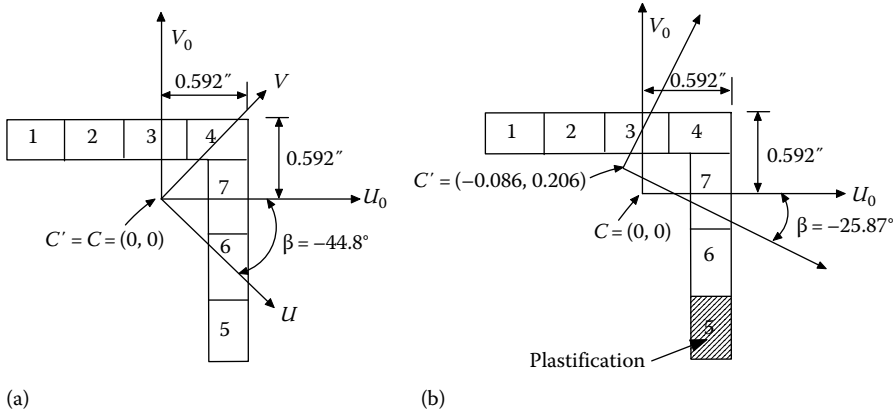 V₀
V
0.592″
1 2 3 4
0.592″
7
U₀
C′ = C = (0, 0)
6
β = −44.8°
U
5
(a)
V₀
0.592″
1 2 3 4
0.592″
7
C′ = (−0.086, 0.206)
U₀
C = (0, 0)
β = −25.87°
6
5
Plastification
(b)